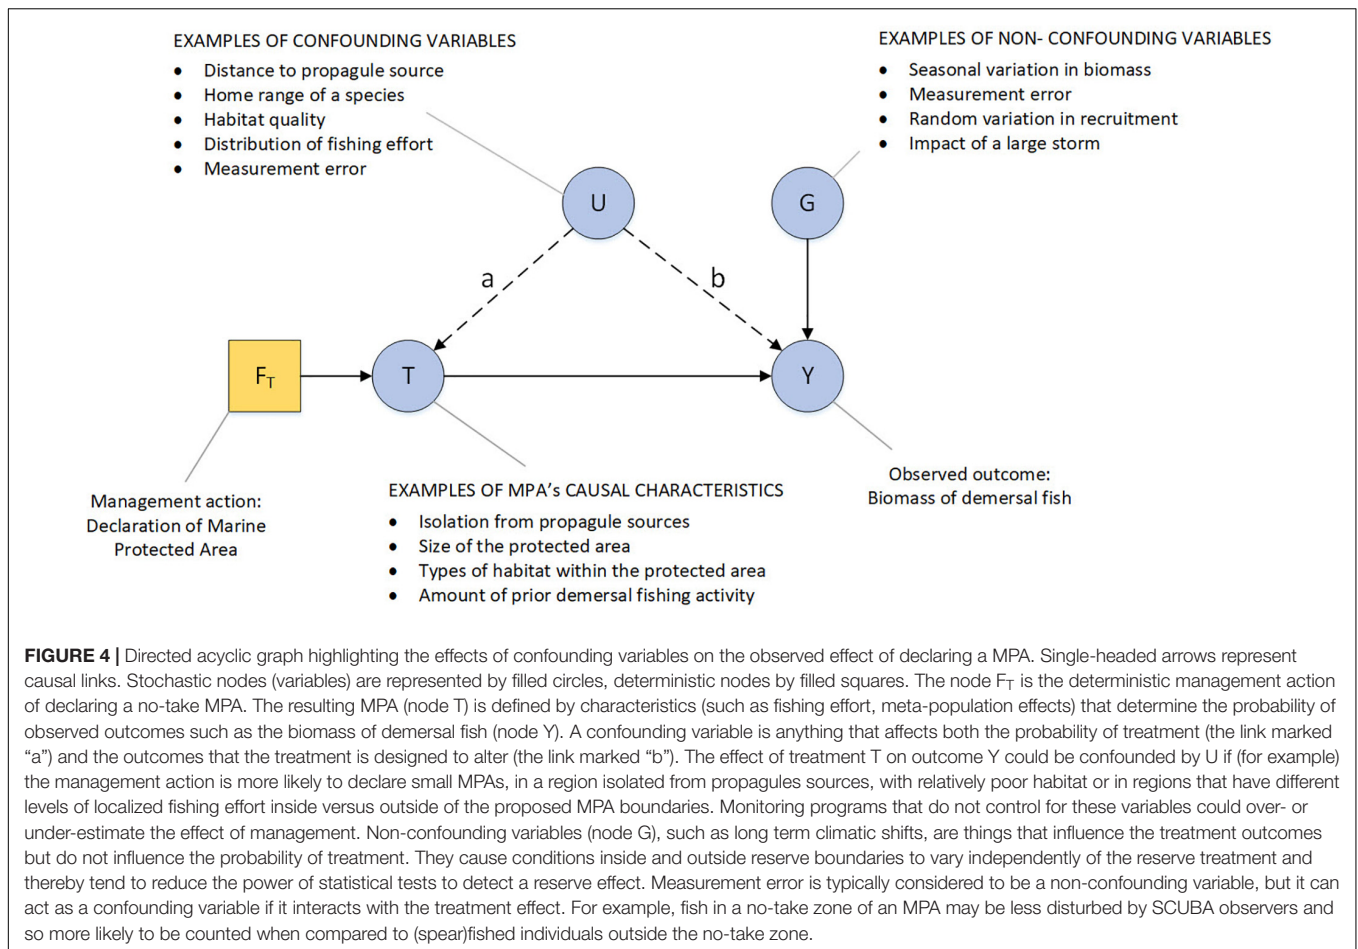 EXAMPLES OF CONFOUNDING VARIABLES
• Distance to propagule source
• Home range of a species
• Habitat quality
• Distribution of fishing effort
• Measurement error
EXAMPLES OF NON- CONFOUNDING VARIABLES
• Seasonal variation in biomass
• Measurement error
• Random variation in recruitment
• Impact of a large storm
U
G
a
b
F_T
T
Y
Management action:
Declaration of Marine
Protected Area
EXAMPLES OF MPA's CAUSAL CHARACTERISTICS
• Isolation from propagule sources
• Size of the protected area
• Types of habitat within the protected area
• Amount of prior demersal fishing activity
Observed outcome:
Biomass of demersal fish
FIGURE 4 | Directed acyclic graph highlighting the effects of confounding variables on the observed effect of declaring a MPA. Single-headed arrows represent
causal links. Stochastic nodes (variables) are represented by filled circles, deterministic nodes by filled squares. The node F_T is the deterministic management action
of declaring a no-take MPA. The resulting MPA (node T) is defined by characteristics (such as fishing effort, meta-population effects) that determine the probability of
observed outcomes such as the biomass of demersal fish (node Y). A confounding variable is anything that affects both the probability of treatment (the link marked
“a”) and the outcomes that the treatment is designed to alter (the link marked “b”). The effect of treatment T on outcome Y could be confounded by U if (for example)
the management action is more likely to declare small MPAs, in a region isolated from propagules sources, with relatively poor habitat or in regions that have different
levels of localized fishing effort inside versus outside of the proposed MPA boundaries. Monitoring programs that do not control for these variables could over- or
under-estimate the effect of management. Non-confounding variables (node G), such as long term climatic shifts, are things that influence the treatment outcomes
but do not influence the probability of treatment. They cause conditions inside and outside reserve boundaries to vary independently of the reserve treatment and
thereby tend to reduce the power of statistical tests to detect a reserve effect. Measurement error is typically considered to be a non-confounding variable, but it can
act as a confounding variable if it interacts with the treatment effect. For example, fish in a no-take zone of an MPA may be less disturbed by SCUBA observers and
so more likely to be counted when compared to (spear)fished individuals outside the no-take zone.